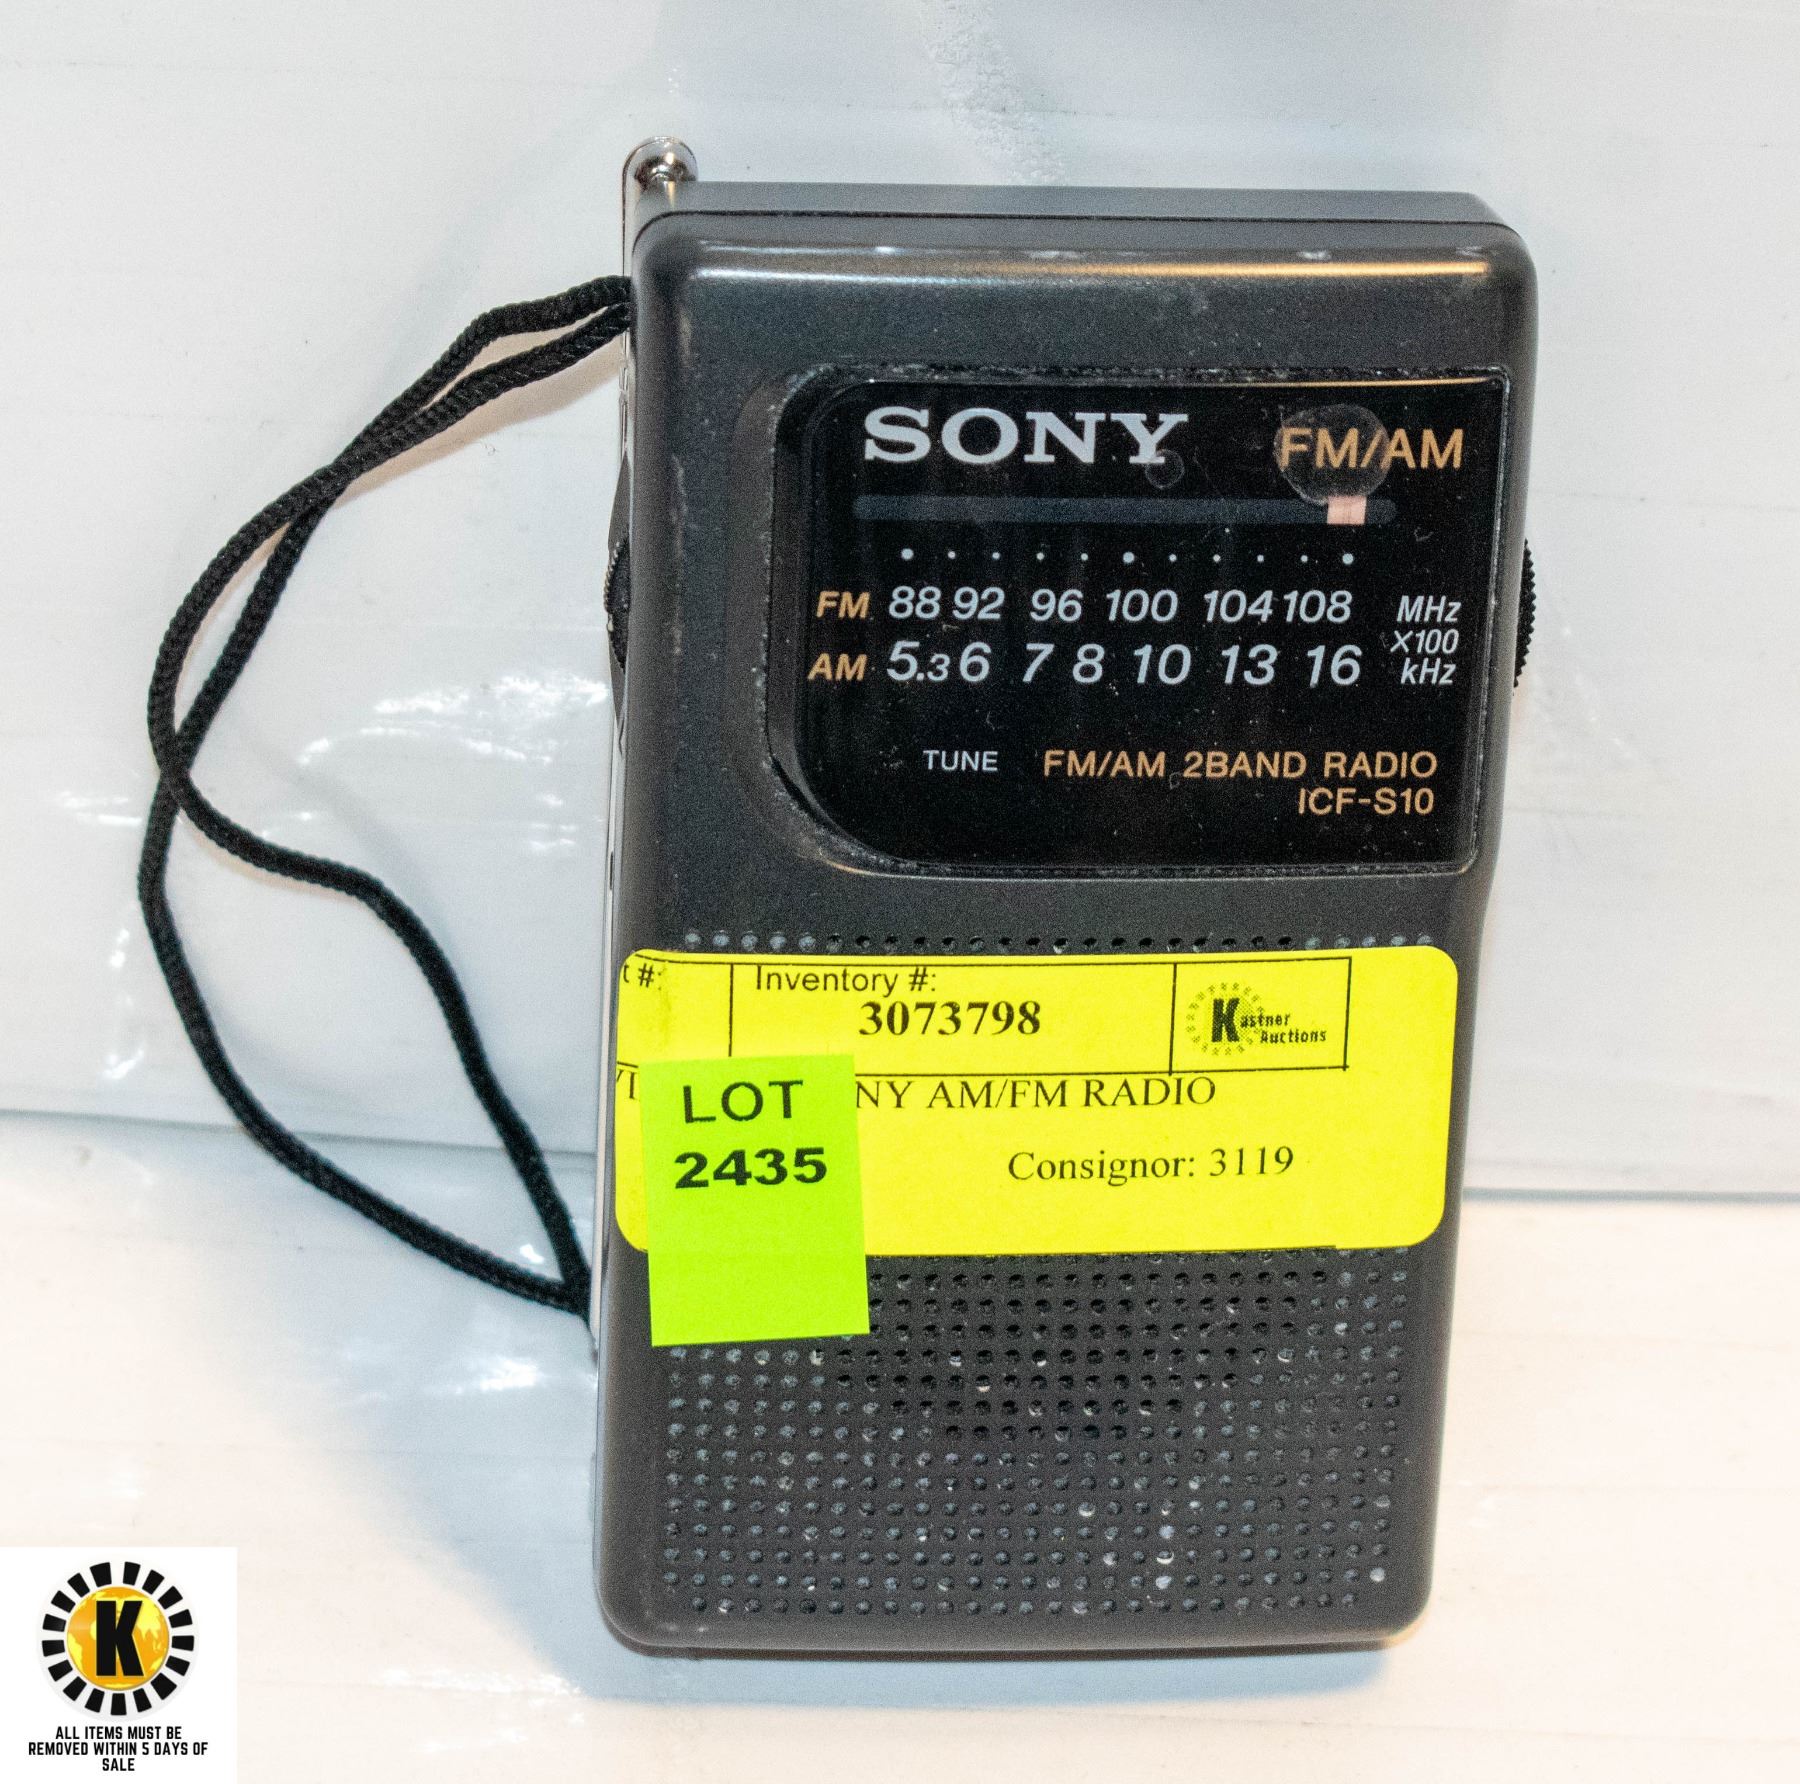 SONY FM/AM
FM 88 92 96 100 104 108 MHz
X100
AM 5.3 6 7 8 10 13 16 kHz
TUNE FM/AM 2BAND RADIO
ICF-S10
#: Inventory #:
3073798
Kastner
Auctions
NY AM/FM RADIO
LOT
2435
Consignor: 3119
K
ALL ITEMS MUST BE
REMOVED WITHIN 5 DAYS OF
SALE